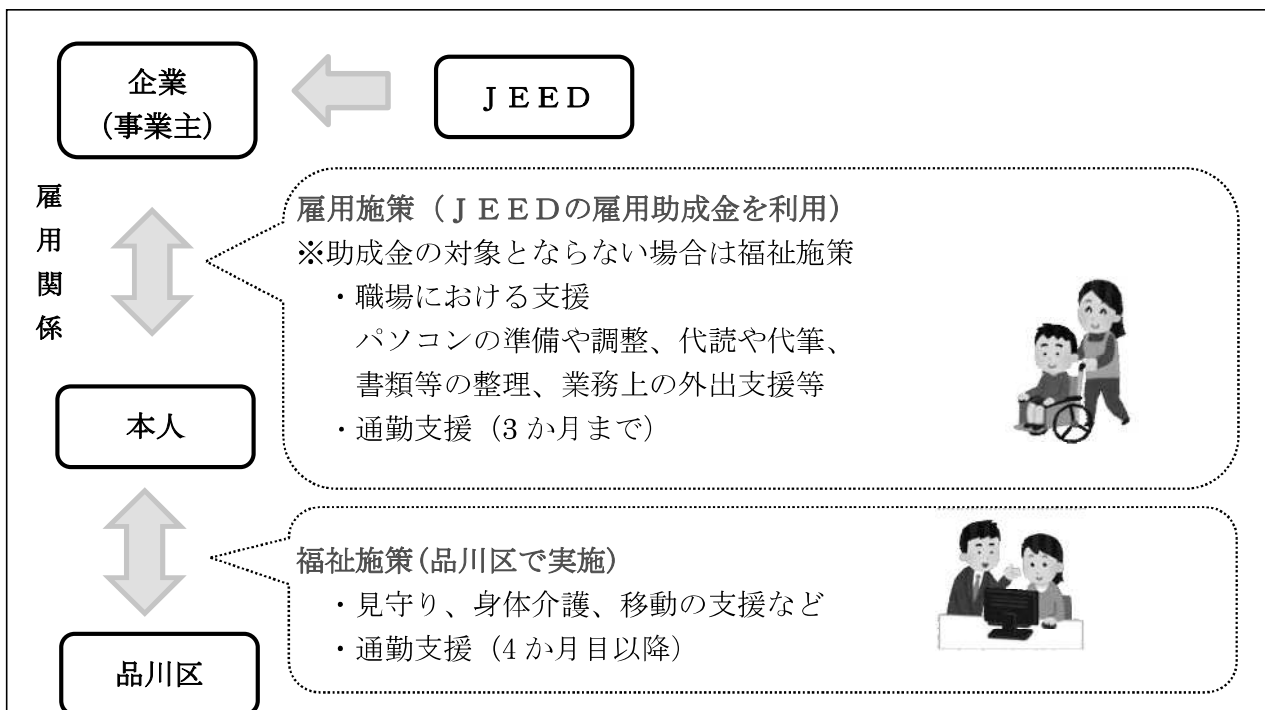 企業
(事業主)
ＪＥＥＤ
雇用関係
雇用施策（ＪＥＥＤの雇用助成金を利用）
※助成金の対象とならない場合は福祉施策
・職場における支援
パソコンの準備や調整、代読や代筆、
書類等の整理、業務上の外出支援等
・通勤支援（3 か月まで）
本人
福祉施策(品川区で実施)
・見守り、身体介護、移動の支援など
・通勤支援（4 か月目以降）
品川区